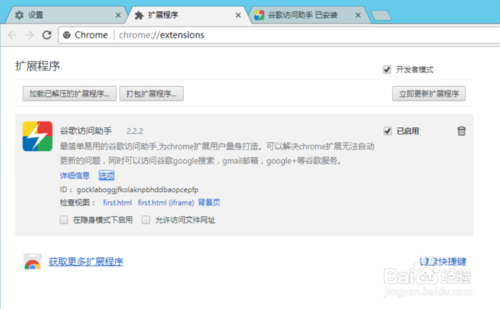 设置
扩展程序
谷歌访问助手 已安装
Chrome
chrome://extensions
扩展程序
开发者模式
加载已解压的扩展程序...
打包扩展程序...
立即更新扩展程序
谷歌访问助手 2.2.2
已启用
最简单易用的谷歌访问助手,为chrome扩展用户量身打造。可以解决chrome扩展无法自动
更新的问题，同时可以访问谷歌google搜索，gmail邮箱，google+等谷歌服务。
详细信息 选项
ID： gocklaboggjfkolaknpbhddbaopcepfp
检查视图： first.html first.html (iframe) 背景页
在隐身模式下启用
允许访问文件网址
获取更多扩展程序
快捷键
Baidu 经验
jingyan.baidu.com